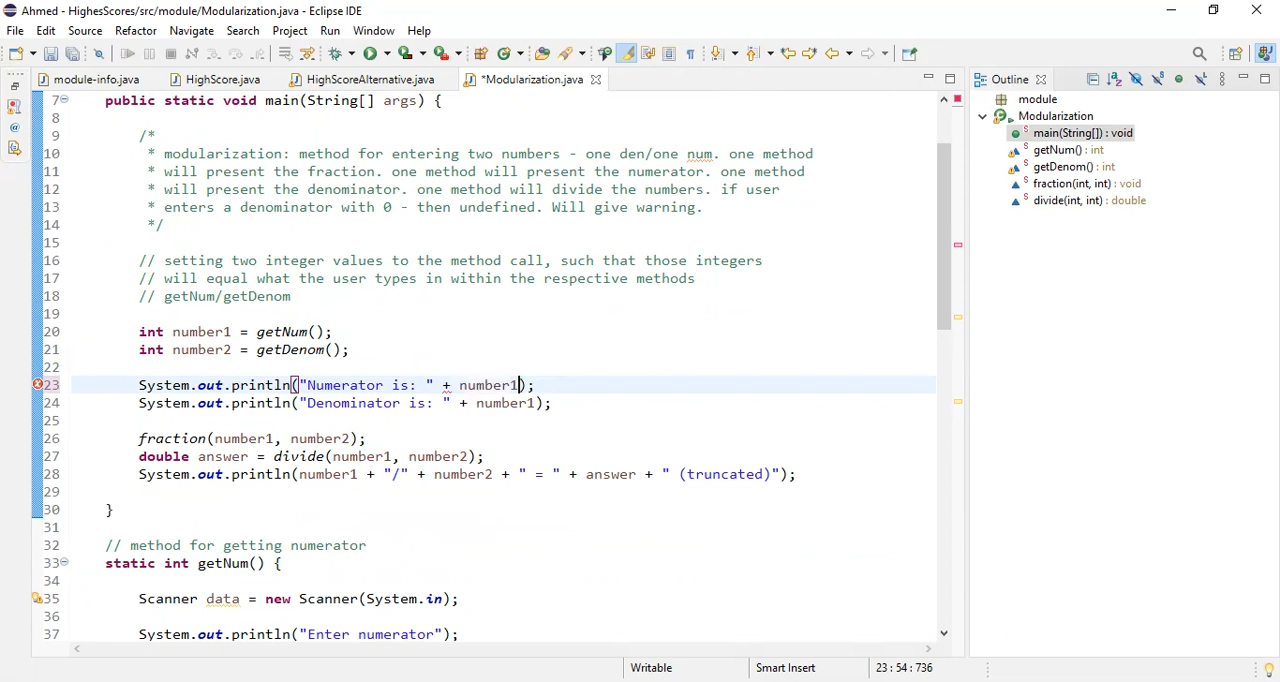 Ahmed - HighesScores/src/module/Modularization.java - Eclipse IDE
File Edit Source Refactor Navigate Search Project Run Window Help
module-info.java HighScore.java HighScoreAlternative.java *Modularization.java
7 public static void main(String[] args) {
8
9 /*
10 * modularization: method for entering two numbers - one den/one num. one method
11 * will present the fraction. one method will present the numerator. one method
12 * will present the denominator. one method will divide the numbers. if user
13 * enters a denominator with 0 - then undefined. Will give warning.
14 */
15
16 // setting two integer values to the method call, such that those integers
17 // will equal what the user types in within the respective methods
18 // getNum/getDenom
19
20 int number1 = getNum();
21 int number2 = getDenom();
22
23 System.out.println("Numerator is: " + number1);
24 System.out.println("Denominator is: " + number1);
25
26 fraction(number1, number2);
27 double answer = divide(number1, number2);
28 System.out.println(number1 + "/" + number2 + " = " + answer + " (truncated)");
29
30 }
31
32 // method for getting numerator
33 static int getNum() {
34
35 Scanner data = new Scanner(System.in);
36
37 System.out.println("Enter numerator");
Outline
module
Modularization
main(String[]) : void
getNum() : int
getDenom() : int
fraction(int, int) : void
divide(int, int) : double
Writable Smart Insert 23 : 54 : 736